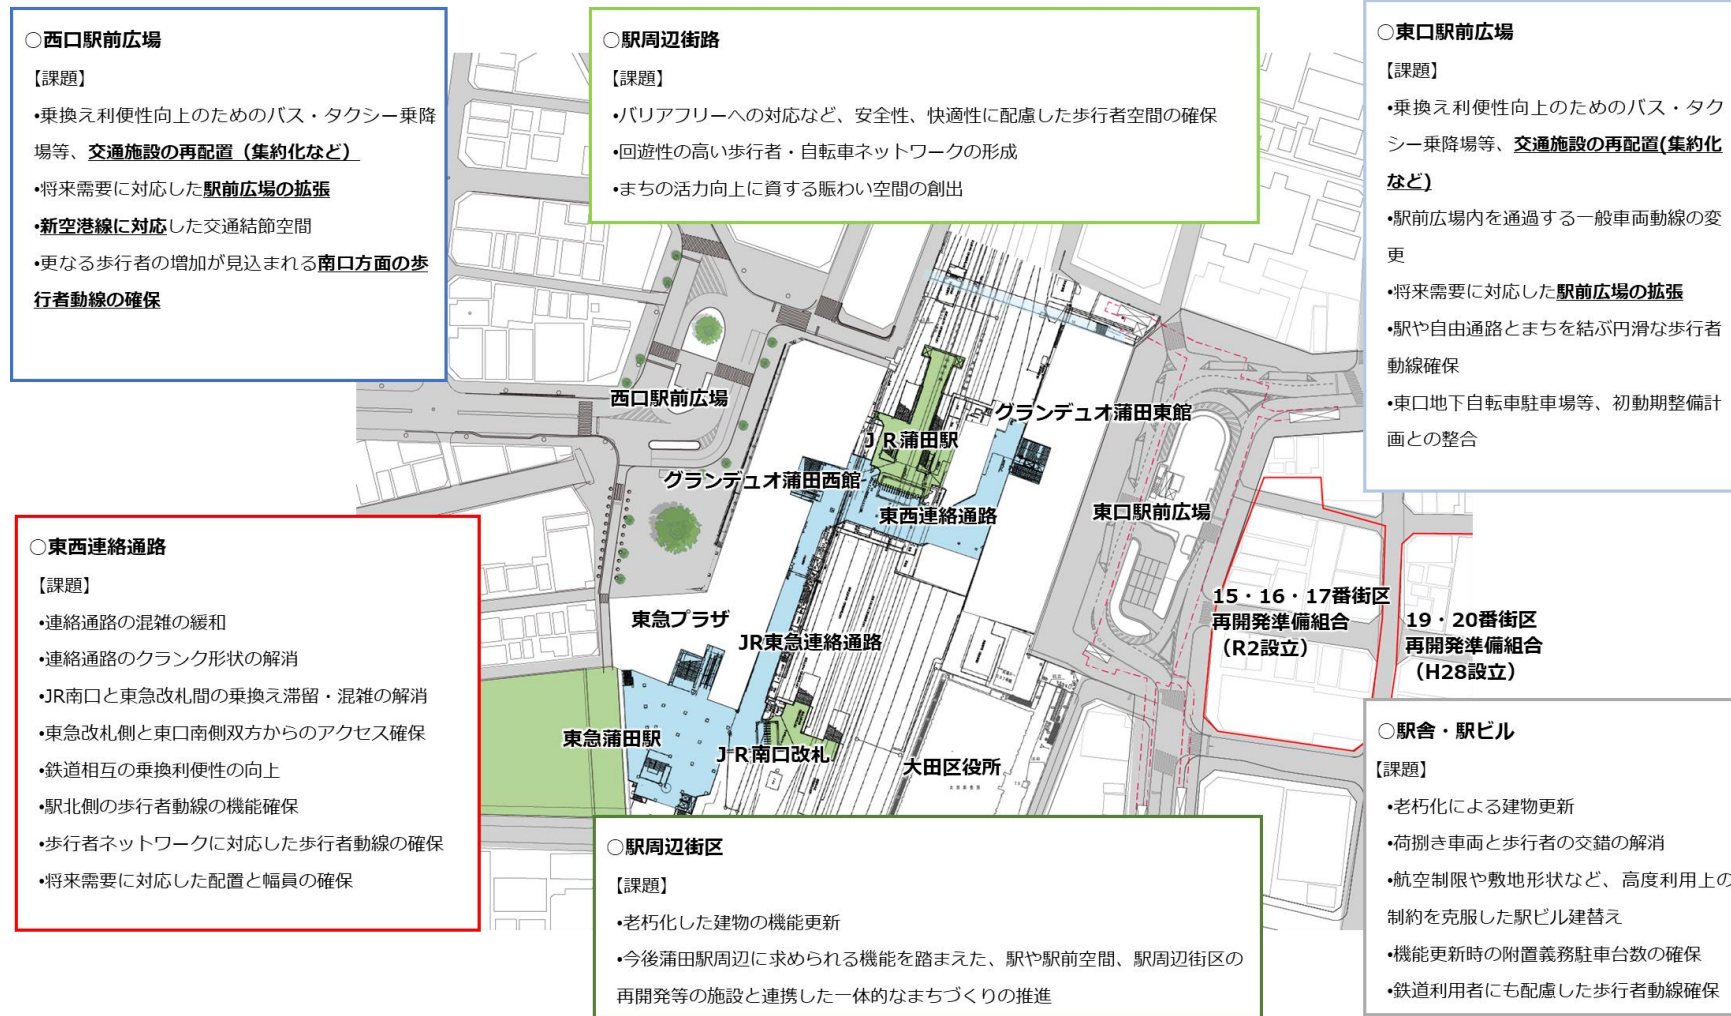 ○西口駅前広場
【課題】
•乗換え利便性向上のためのバス・タクシー乗降
場等、交通施設の再配置（集約化など）
•将来需要に対応した駅前広場の拡張
•新空港線に対応した交通結節空間
•更なる歩行者の増加が見込まれる南口方面の歩
行者動線の確保
○駅周辺街路
【課題】
•バリアフリーへの対応など、安全性、快適性に配慮した歩行者空間の確保
•回遊性の高い歩行者・自転車ネットワークの形成
•まちの活力向上に資する賑わい空間の創出
○東口駅前広場
【課題】
•乗換え利便性向上のためのバス・タク
シー乗降場等、交通施設の再配置(集約化
など)
•駅前広場内を通過する一般車両動線の変
更
•将来需要に対応した駅前広場の拡張
•駅や自由通路とまちを結ぶ円滑な歩行者
動線確保
•東口地下自転車駐車場等、初動期整備計
画との整合
西口駅前広場
グランデュオ蒲田東館
ＪＲ蒲田駅
グランデュオ蒲田西館
東西連絡通路
東口駅前広場
東急プラザ
JR東急連絡通路
15・16・17番街区
再開発準備組合
（R2設立）
19・20番街区
再開発準備組合
（H28設立）
東急蒲田駅
ＪＲ南口改札
大田区役所
○東西連絡通路
【課題】
•連絡通路の混雑の緩和
•連絡通路のクランク形状の解消
•JR南口と東急改札間の乗換え滞留・混雑の解消
•東急改札側と東口南側双方からのアクセス確保
•鉄道相互の乗換利便性の向上
•駅北側の歩行者動線の機能確保
•歩行者ネットワークに対応した歩行者動線の確保
•将来需要に対応した配置と幅員の確保
○駅周辺街区
【課題】
•老朽化した建物の機能更新
•今後蒲田駅周辺に求められる機能を踏まえた、駅や駅前空間、駅周辺街区の
再開発等の施設と連携した一体的なまちづくりの推進
○駅舎・駅ビル
【課題】
•老朽化による建物更新
•荷捌き車両と歩行者の交錯の解消
•航空制限や敷地形状など、高度利用上の
制約を克服した駅ビル建替え
•機能更新時の附置義務駐車台数の確保
•鉄道利用者にも配慮した歩行者動線確保